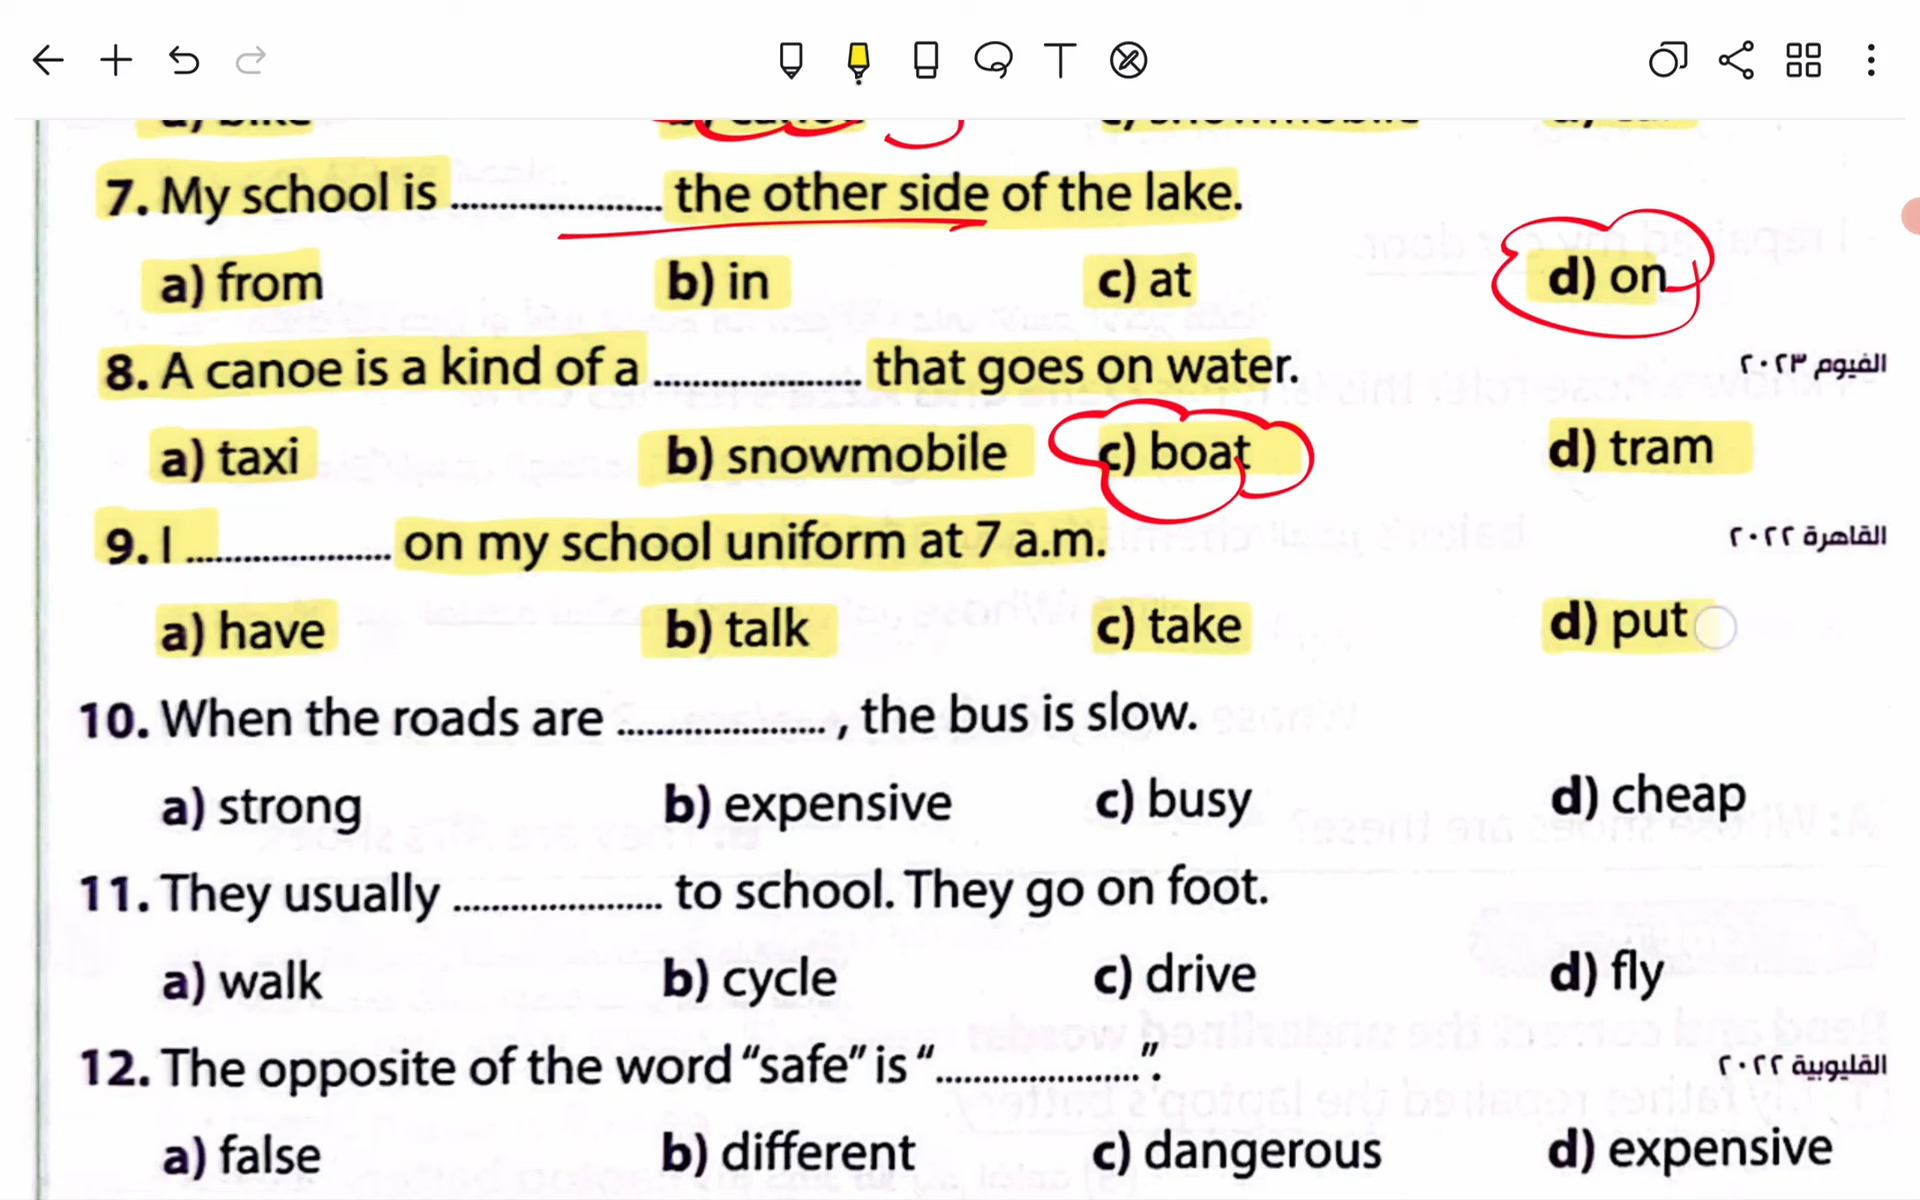 a) bike b) canoe c) snowmobile
7. My school is .................... the other side of the lake.
a) from b) in c) at d) on
8. A canoe is a kind of a .................... that goes on water. الفيوم ٢٠٢٣
a) taxi b) snowmobile c) boat d) tram
9. I .................... on my school uniform at 7 a.m. القاهرة ٢٠٢٢
a) have b) talk c) take d) put
10. When the roads are ...................., the bus is slow.
a) strong b) expensive c) busy d) cheap
11. They usually .................... to school. They go on foot.
a) walk b) cycle c) drive d) fly
12. The opposite of the word “safe” is “ ....................”. القليوبية ٢٠٢٢
a) false b) different c) dangerous d) expensive